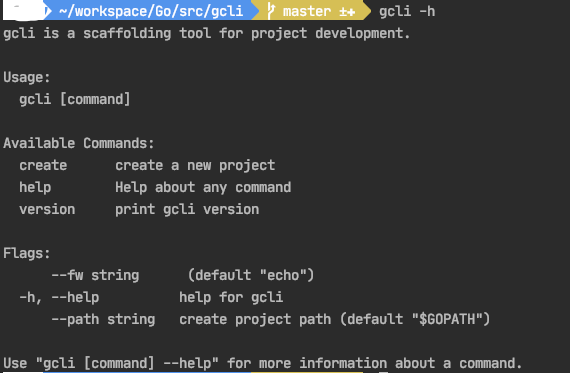 ~/workspace/Go/src/gcli master ±+ gcli -h
gcli is a scaffolding tool for project development.
Usage:
gcli [command]
Available Commands:
create create a new project
help Help about any command
version print gcli version
Flags:
--fw string (default "echo")
-h, --help help for gcli
--path string create project path (default "$GOPATH")
Use "gcli [command] --help" for more information about a command.